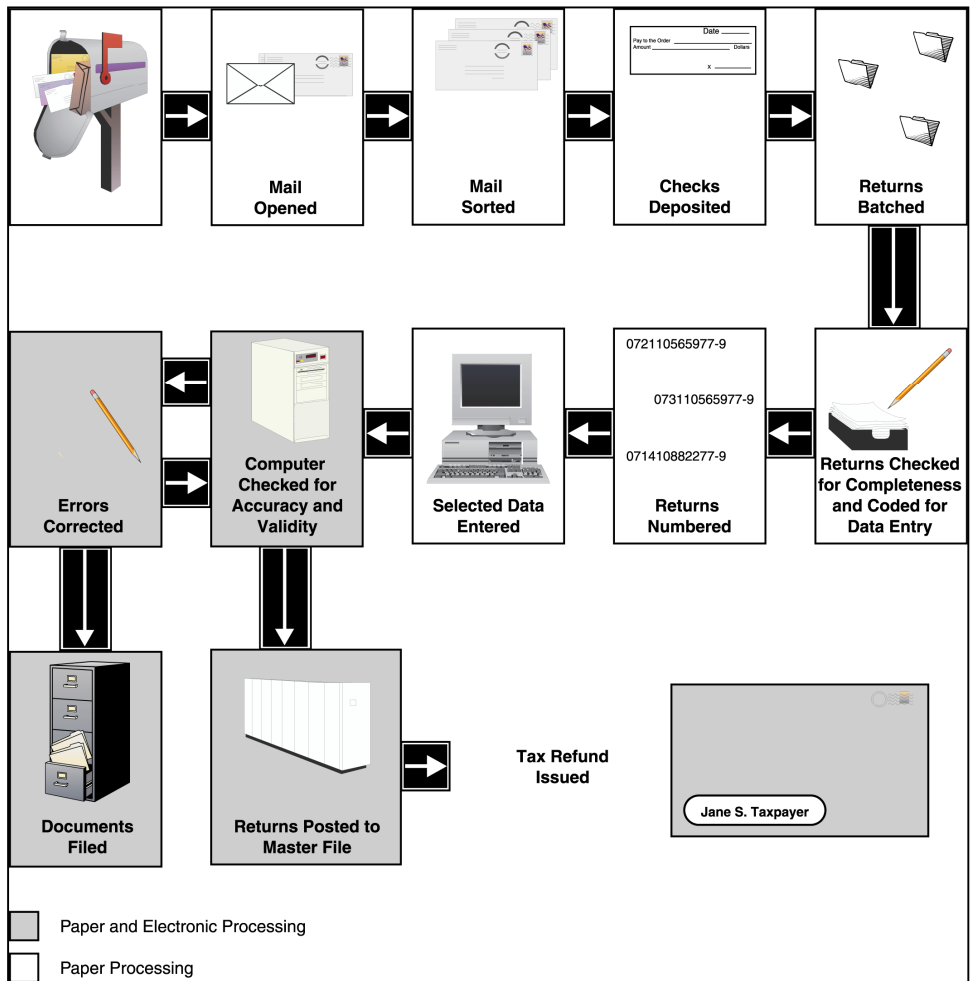 Date
Pay to the Order
Amount
Dollars
X
Mail
Opened
Mail
Sorted
Checks
Deposited
Returns
Batched
Errors
Corrected
Computer
Checked for
Accuracy and
Validity
Selected Data
Entered
072110565977-9
073110565977-9
071410882277-9
Returns
Numbered
Returns Checked
for Completeness
and Coded for
Data Entry
Documents
Filed
Returns Posted to
Master File
Tax Refund
Issued
Jane S. Taxpayer
Paper and Electronic Processing
Paper Processing